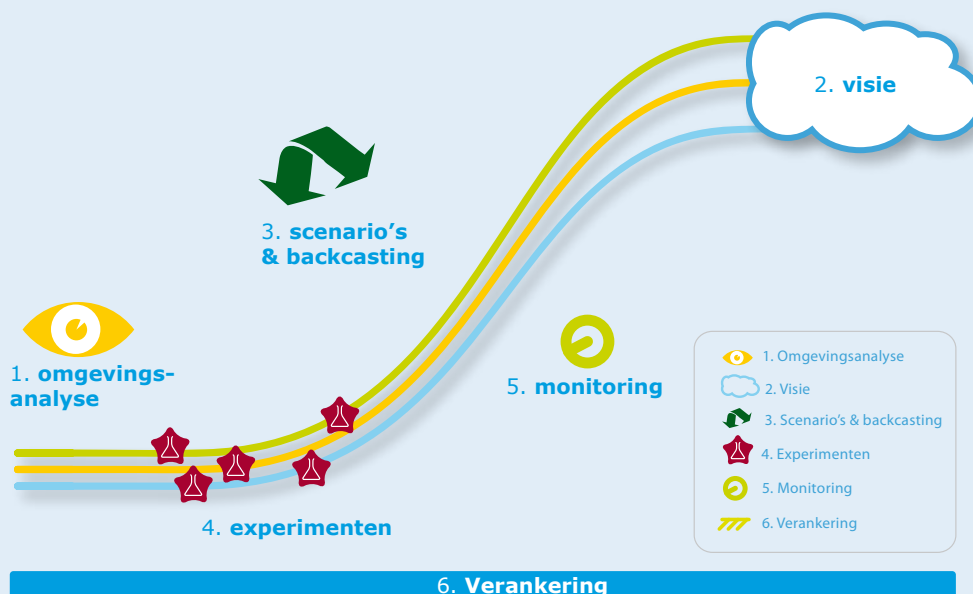 2. visie
3. scenario's
& backcasting
1. omgevings-
analyse
5. monitoring
4. experimenten
1. Omgevingsanalyse
2. Visie
3. Scenario's & backcasting
4. Experimenten
5. Monitoring
6. Verankering
6. Verankering